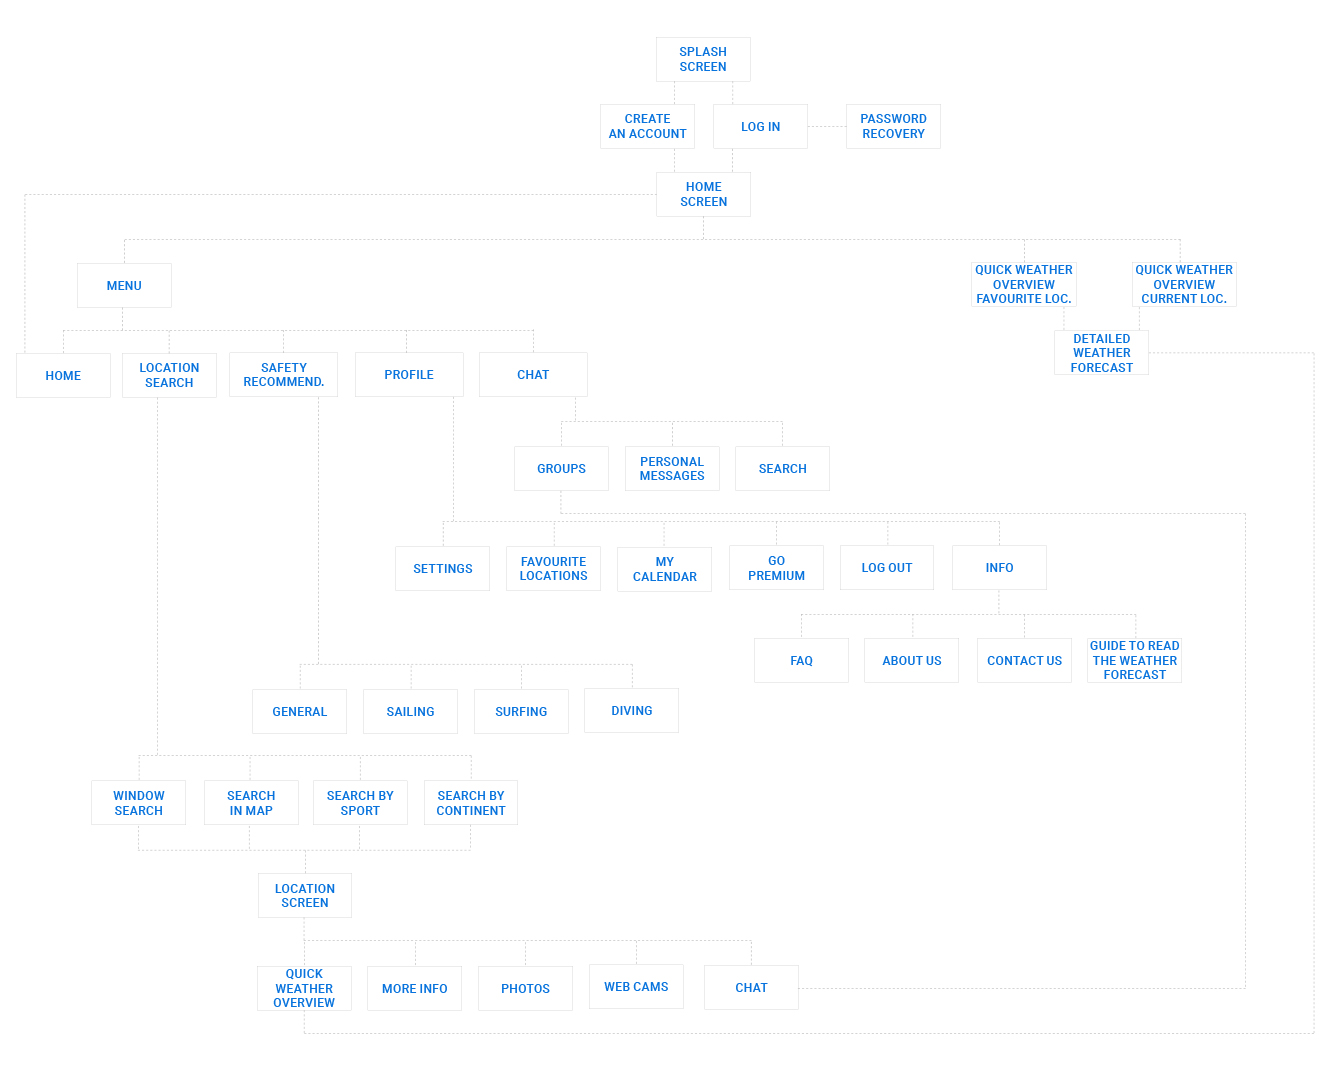 SPLASH
SCREEN
CREATE
AN ACCOUNT
LOG IN
PASSWORD
RECOVERY
HOME
SCREEN
MENU
QUICK WEATHER
OVERVIEW
FAVOURITE LOC.
QUICK WEATHER
OVERVIEW
CURRENT LOC.
DETAILED
WEATHER
FORECAST
HOME
LOCATION
SEARCH
SAFETY
RECOMMEND.
PROFILE
CHAT
GROUPS
PERSONAL
MESSAGES
SEARCH
SETTINGS
FAVOURITE
LOCATIONS
MY
CALENDAR
GO
PREMIUM
LOG OUT
INFO
FAQ
ABOUT US
CONTACT US
GUIDE TO READ
THE WEATHER
FORECAST
GENERAL
SAILING
SURFING
DIVING
WINDOW
SEARCH
SEARCH
IN MAP
SEARCH BY
SPORT
SEARCH BY
CONTINENT
LOCATION
SCREEN
QUICK
WEATHER
OVERVIEW
MORE INFO
PHOTOS
WEB CAMS
CHAT